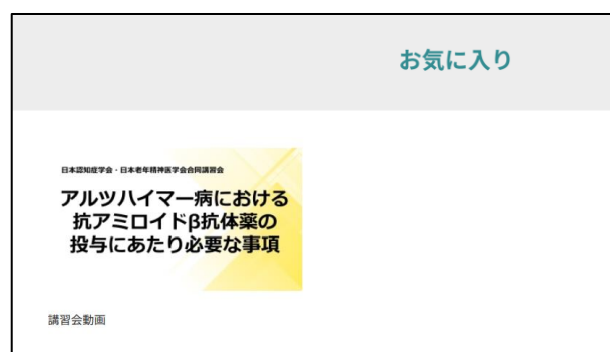 お気に入り
日本認知症学会・日本老年精神医学会合同講習会
アルツハイマー病における
抗アミロイドβ抗体薬の
投与にあたり必要な事項
講習会動画